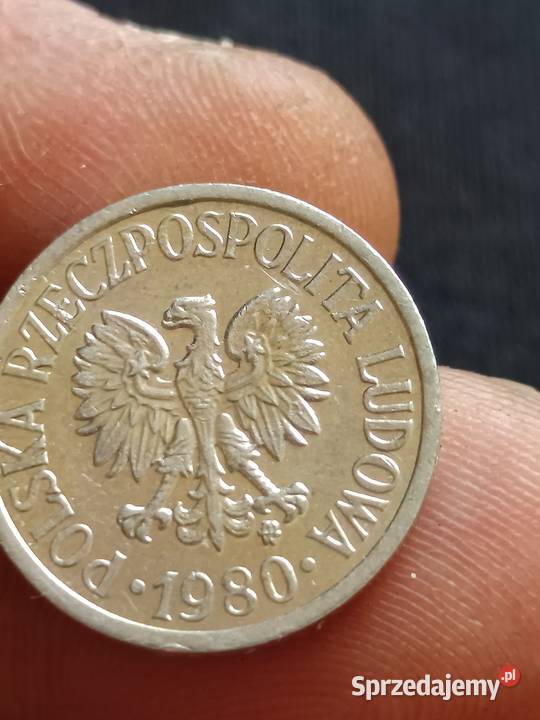 POLSKA RZECZPOSPOLITA LUDOWA
· 1980 ·
Sprzedajemy.pl